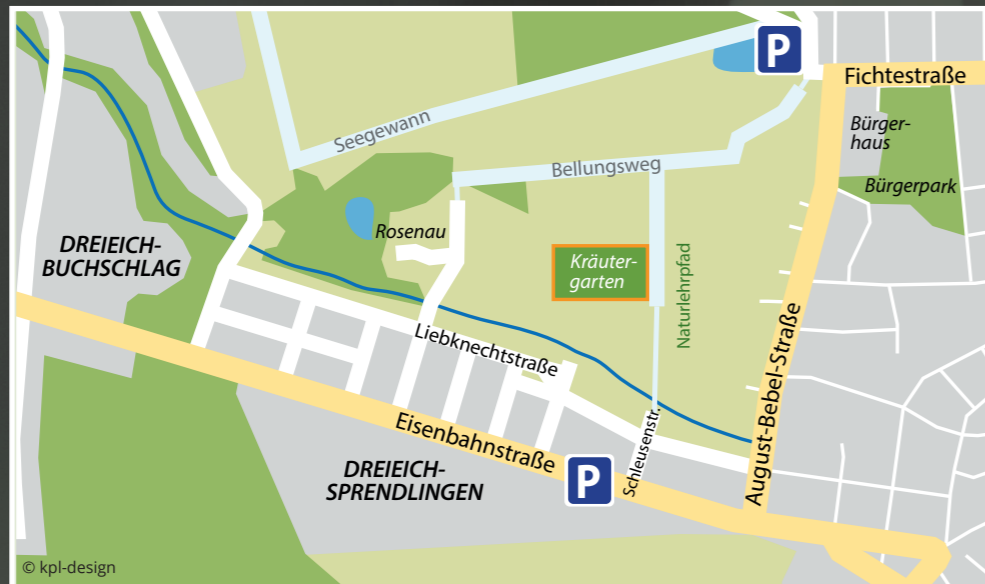 P
Fichtestraße
Seegewann
Bürger-
haus
Bellungsweg
Bürgerpark
Rosenau
DREIEICH-
BUCHSCHLAG
Kräuter-
garten
Naturlehrpfad
Liebknechtstraße
August-Bebel-Straße
Eisenbahnstraße
Schleusenstr.
DREIEICH-
SPRENDLINGEN
P
© kpl-design